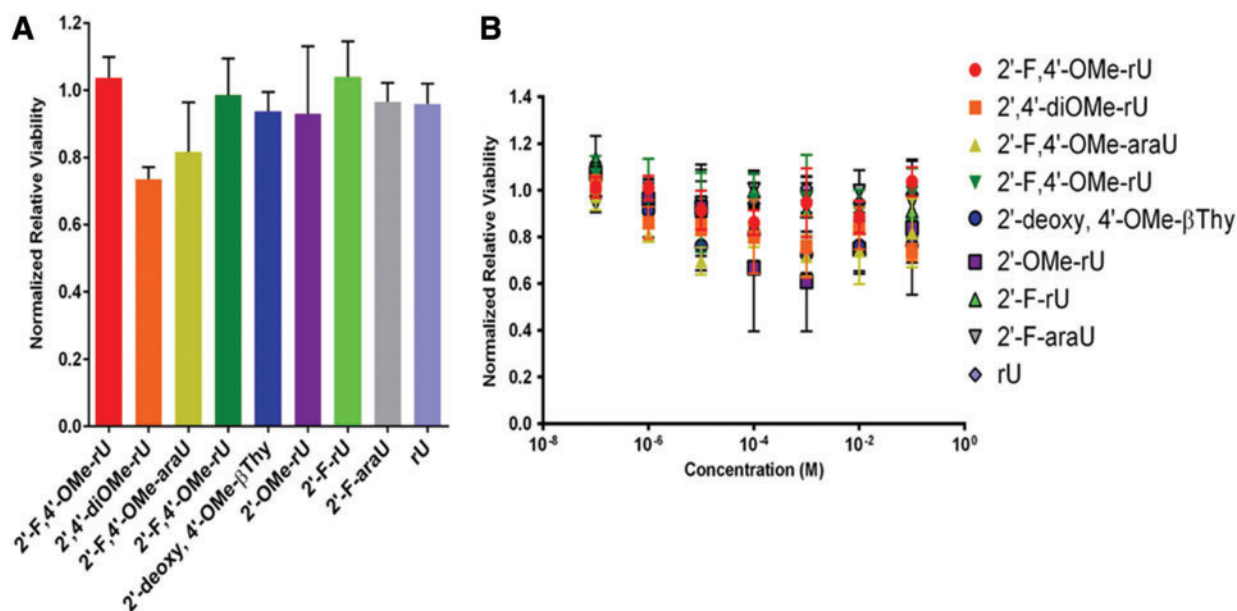 A
Normalized Relative Viability
1.2
1.0
0.8
0.6
0.4
0.2
0.0
2'-F,4'-OMe-rU
2',4'-diOMe-rU
2'-F,4'-OMe-araU
2'-F,4'-OMe-rU
2'-deoxy, 4'-OMe-βThy
2'-OMe-rU
2'-F-rU
2'-F-araU
rU
B
Normalized Relative Viability
1.4
1.2
1.0
0.8
0.6
0.4
0.2
0.0
10⁻⁸
10⁻⁶
10⁻⁴
10⁻²
10⁰
Concentration (M)
2'-F,4'-OMe-rU
2',4'-diOMe-rU
2'-F,4'-OMe-araU
2'-F,4'-OMe-rU
2'-deoxy, 4'-OMe-βThy
2'-OMe-rU
2'-F-rU
2'-F-araU
rU